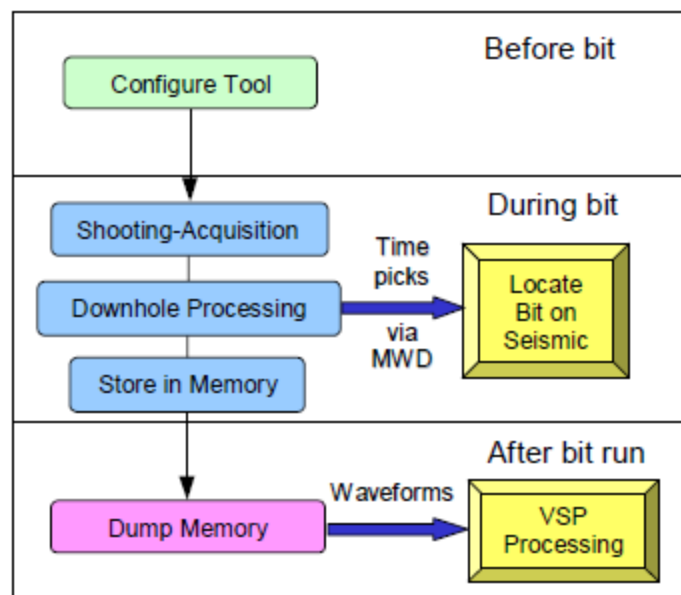 Before bit
Configure Tool
During bit
Shooting-Acquisition
Time
picks
Downhole Processing
via
MWD
Locate
Bit on
Seismic
Store in Memory
After bit run
Waveforms
Dump Memory
VSP
Processing